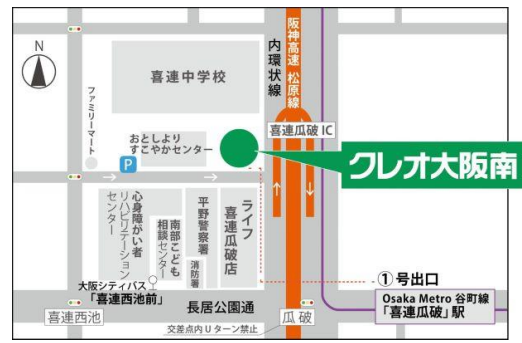 N
喜連中学校
内環状線
阪神高速 松原線
ファミリーマート
おとしより
すこやかセンター
P
喜連瓜破 IC
クレオ大阪南
心身障がい者
リハビリテーション
センター
南部こども
相談センター
平野警察署
消防署
ライフ
喜連瓜破店
大阪シティバス
「喜連西池前」
①号出口
長居公園通
Osaka Metro 谷町線
「喜連瓜破」駅
喜連西池
交差点内Uターン禁止
瓜破